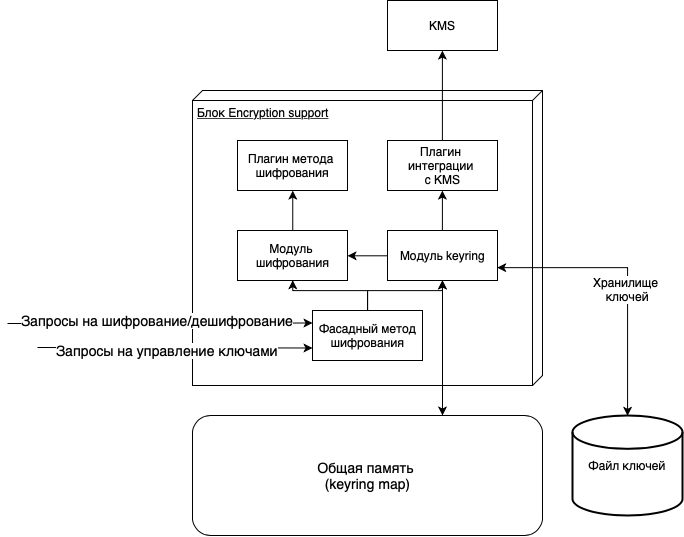 KMS
Блок Encryption support
Плагин метода
шифрования
Плагин
интеграции
с KMS
Модуль
шифрования
Модуль keyring
Хранилище
ключей
Запросы на шифрование/дешифрование
Запросы на управление ключами
Фасадный метод
шифрования
Общая память
(keyring map)
Файл ключей